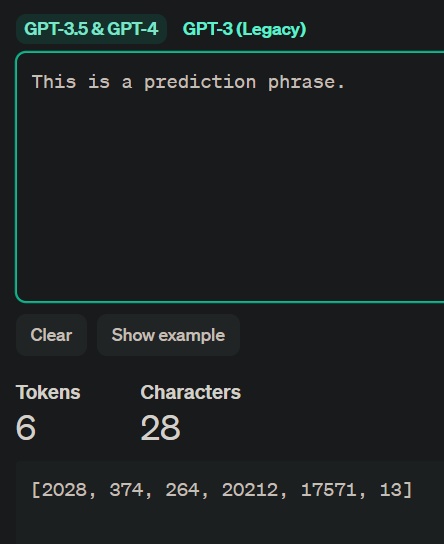 GPT-3.5 & GPT-4 GPT-3 (Legacy)
This is a prediction phrase.
Clear Show example
Tokens Characters
6 28
[2028, 374, 264, 20212, 17571, 13]